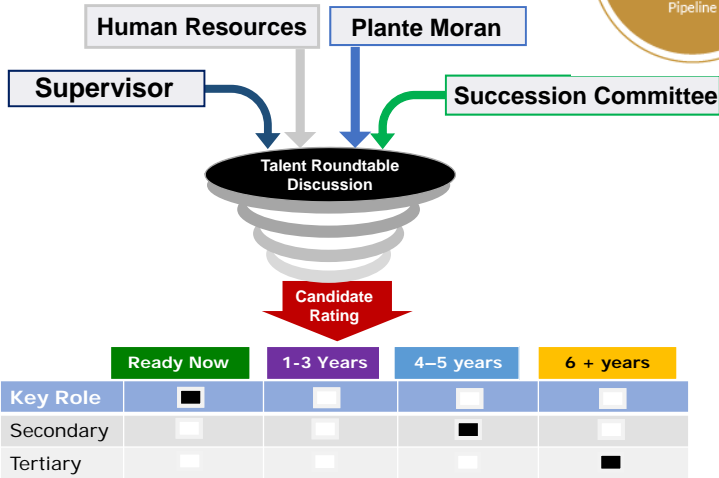 Pipeline
Human Resources
Plante Moran
Supervisor
Succession Committee
Talent Roundtable
Discussion
Candidate
Rating
Ready Now 1-3 Years 4–5 years 6 + years
Key Role
Secondary
Tertiary